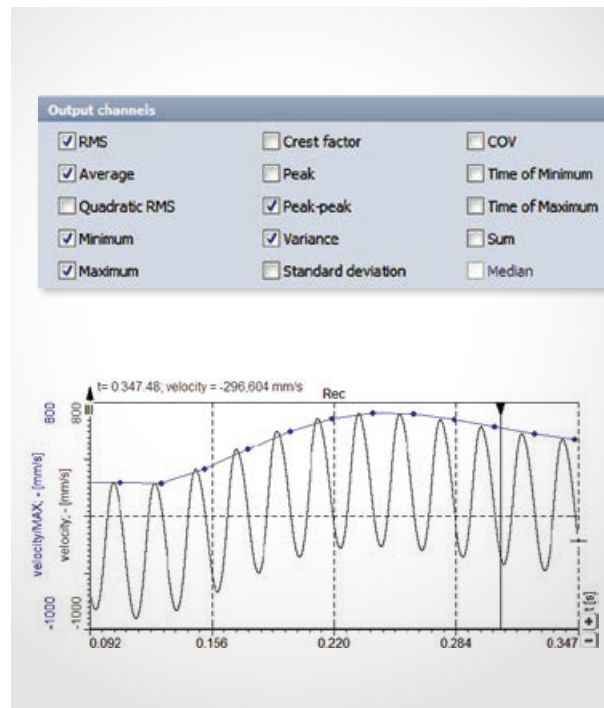 Output channels
RMS Crest factor COV
Average Peak Time of Minimum
Quadratic RMS Peak-peak Time of Maximum
Minimum Variance Sum
Maximum Standard deviation Median
t= 0.347.48; velocity = -296,604 mm/s
Rec
800
800
velocity/MAX; - [mm/s]
velocity; - [mm/s]
-1000
-1000
0.092 0.156 0.220 0.284 0.347
t [s]
+
-